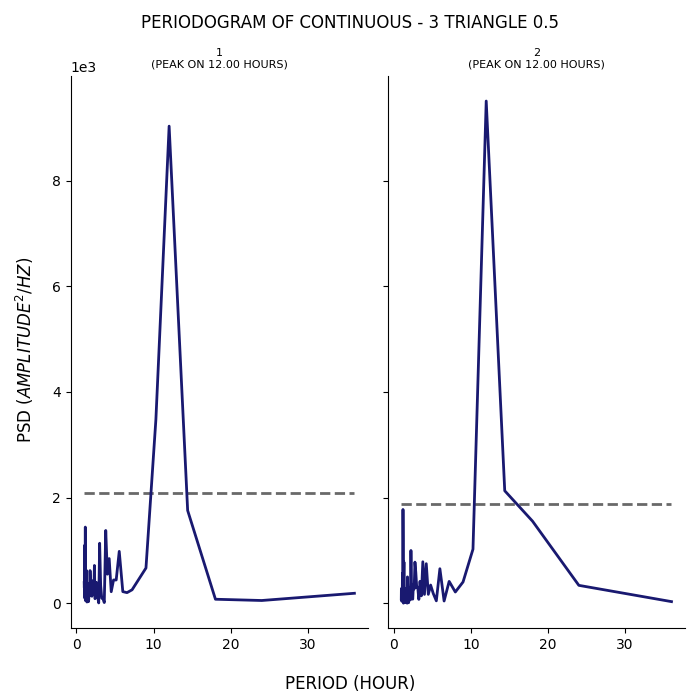 PERIODOGRAM OF CONTINUOUS - 3 TRIANGLE 0.5
1
(PEAK ON 12.00 HOURS)
2
(PEAK ON 12.00 HOURS)
1e3
8
6
4
2
0
PSD (AMPLITUDE²/HZ)
0 10 20 30
0 10 20 30
PERIOD (HOUR)